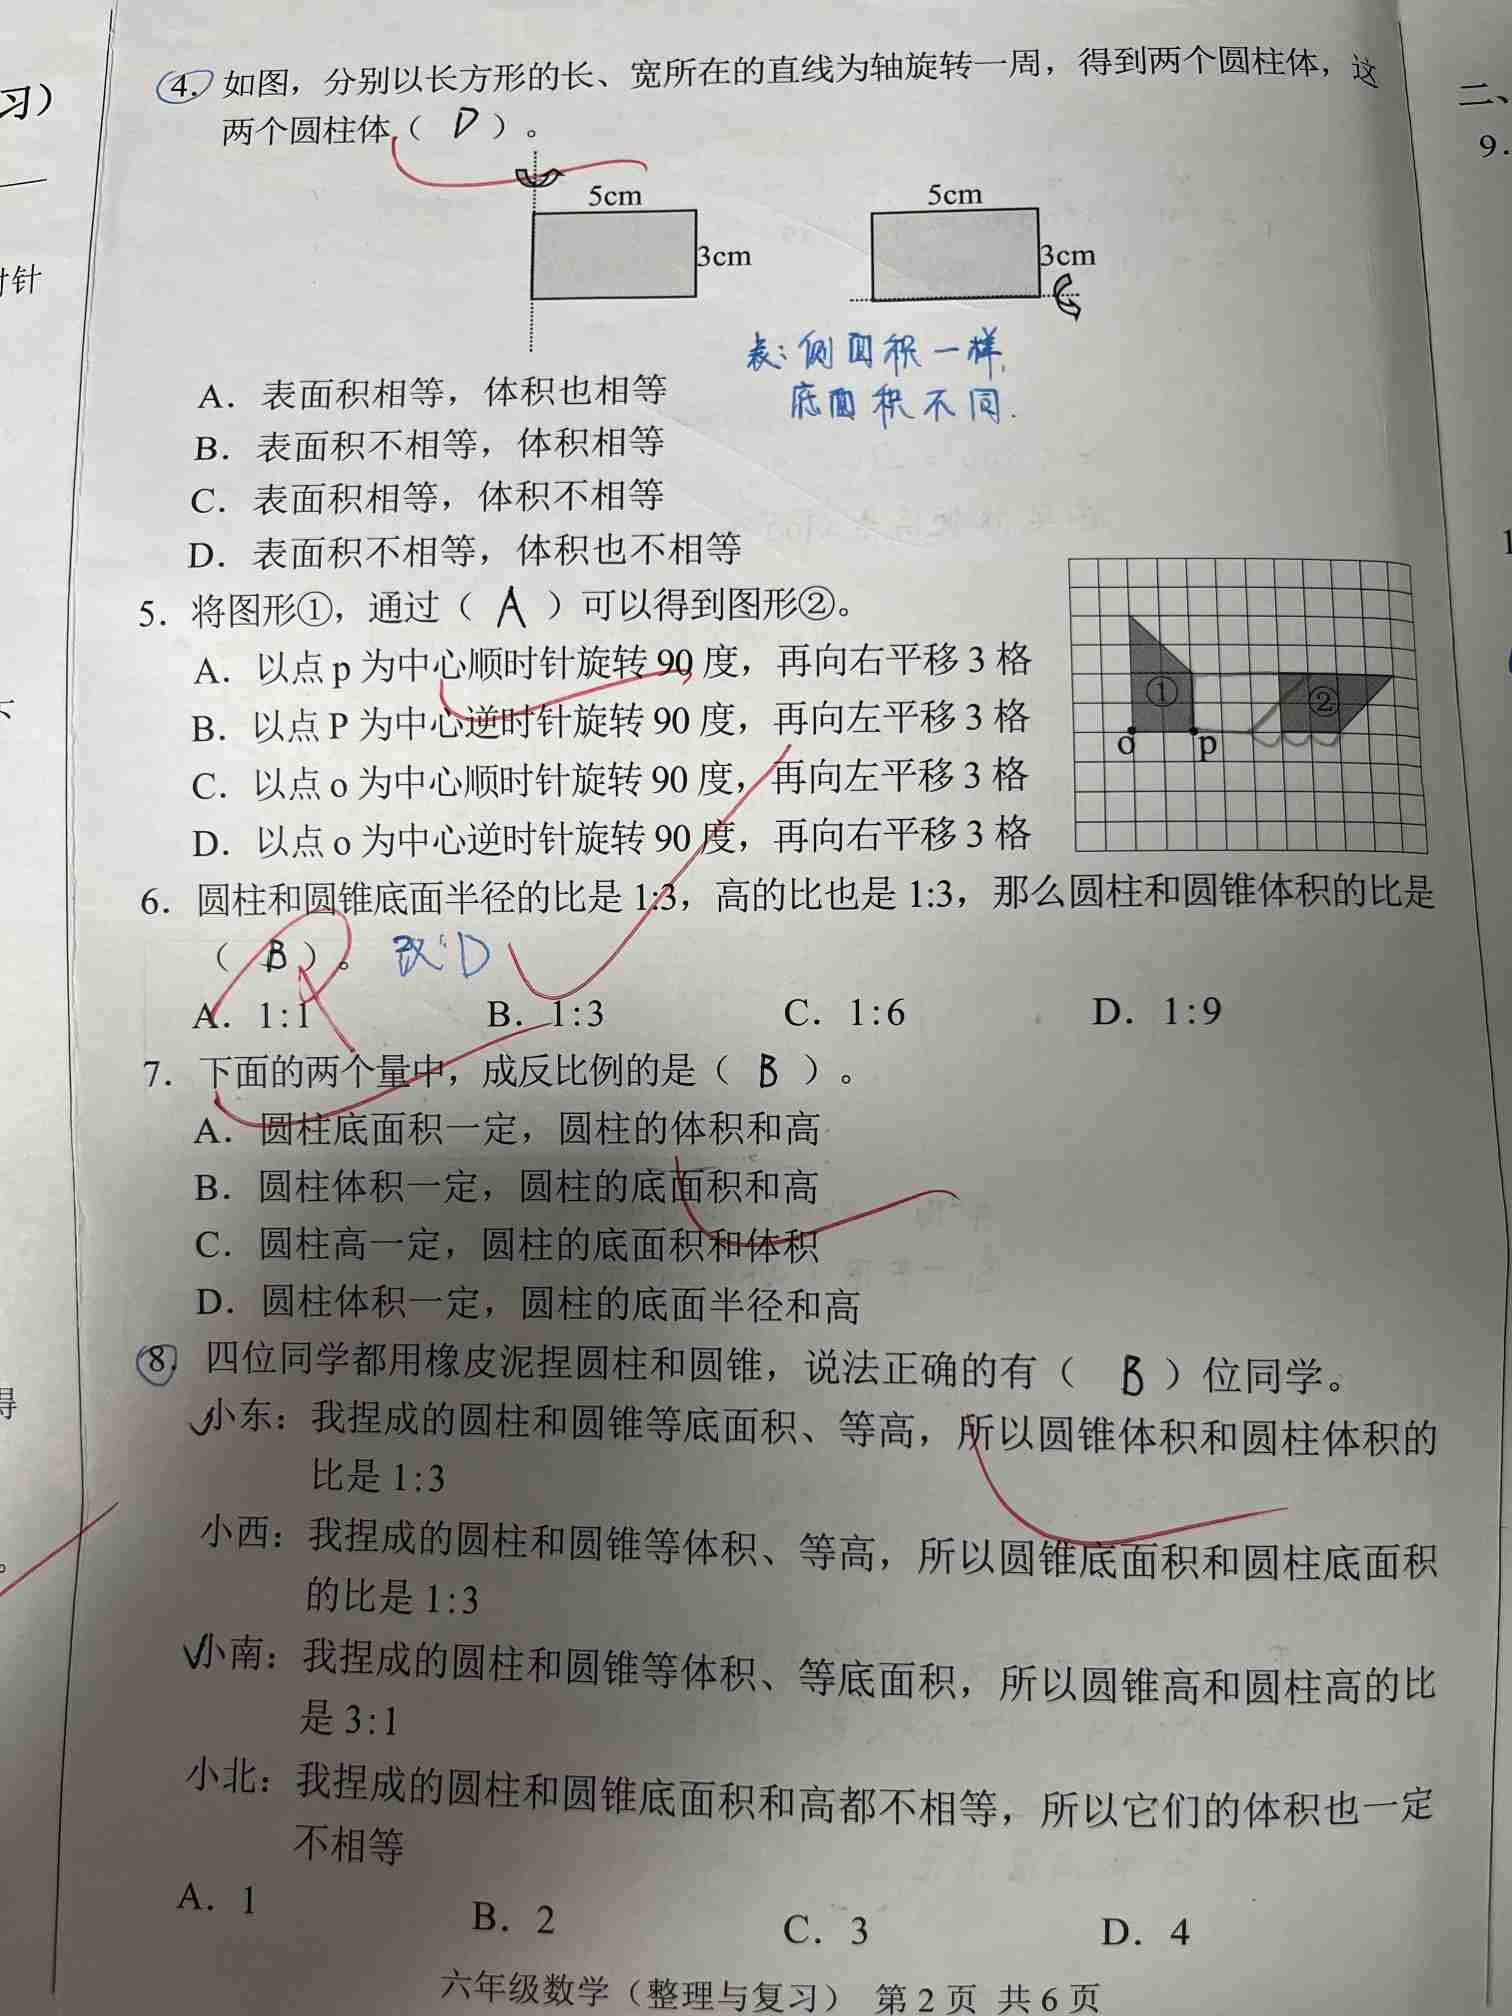 习）
时针
得
。
4. 如图，分别以长方形的长、宽所在的直线为轴旋转一周，得到两个圆柱体，这
两个圆柱体（ D ）。
5cm
3cm
5cm
3cm
表：侧面积一样，
底面积不同．
A．表面积相等，体积也相等
B．表面积不相等，体积相等
C．表面积相等，体积不相等
D．表面积不相等，体积也不相等
5．将图形①，通过（ A ）可以得到图形②。
A．以点 p 为中心顺时针旋转 90 度，再向右平移 3 格
B．以点 P 为中心逆时针旋转 90 度，再向左平移 3 格
C．以点 o 为中心顺时针旋转 90 度，再向左平移 3 格
D．以点 o 为中心逆时针旋转 90 度，再向右平移 3 格
① ②
o p
6．圆柱和圆锥底面半径的比是 1:3，高的比也是 1:3，那么圆柱和圆锥体积的比是
（ B ）。 改：D
A．1:1 B．1:3 C．1:6 D．1:9
7．下面的两个量中，成反比例的是（ B ）。
A．圆柱底面积一定，圆柱的体积和高
B．圆柱体积一定，圆柱的底面积和高
C．圆柱高一定，圆柱的底面积和体积
D．圆柱体积一定，圆柱的底面半径和高
8. 四位同学都用橡皮泥捏圆柱和圆锥，说法正确的有（ B ）位同学。
小东：我捏成的圆柱和圆锥等底面积、等高，所以圆锥体积和圆柱体积的
比是 1:3
小西：我捏成的圆柱和圆锥等体积、等高，所以圆锥底面积和圆柱底面积
的比是 1:3
小南：我捏成的圆柱和圆锥等体积、等底面积，所以圆锥高和圆柱高的比
是 3:1
小北：我捏成的圆柱和圆锥底面积和高都不相等，所以它们的体积也一定
不相等
A．1 B．2 C．3 D．4
六年级数学（整理与复习） 第 2 页 共 6 页
二、
9.
1